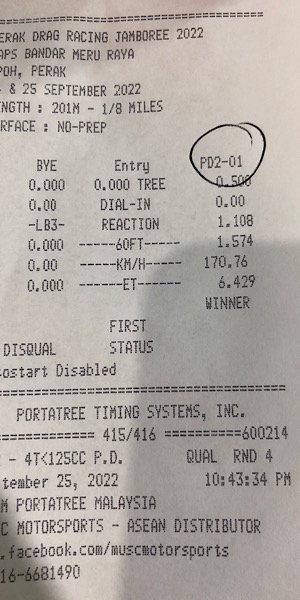 ==========================
ERAK DRAG RACING JAMBOREE 2022
APS BANDAR MERU RAYA
POH, PERAK
- & 25 SEPTEMBER 2022
NGTH : 201M - 1/8 MILES
RFACE : NO-PREP
BYE Entry PD2-01
0.000 0.000 TREE 0.500
0.00 DIAL-IN 0.00
-LB3- REACTION 1.108
0.000 ------60FT----- 1.574
0.00 ------KM/H----- 170.76
0.000 -------ET------ 6.429
WINNER
FIRST
DISQUAL STATUS
tostart Disabled
==========================
PORTATREE TIMING SYSTEMS, INC.
============ 415/416 ==========600214
- 4T<125CC P.D. QUAL RND 4
tember 25, 2022 10:43:34 PM
M PORTATREE MALAYSIA
C MOTORSPORTS - ASEAN DISTRIBUTOR
.facebook.com/muscmotorsports
16-6681490